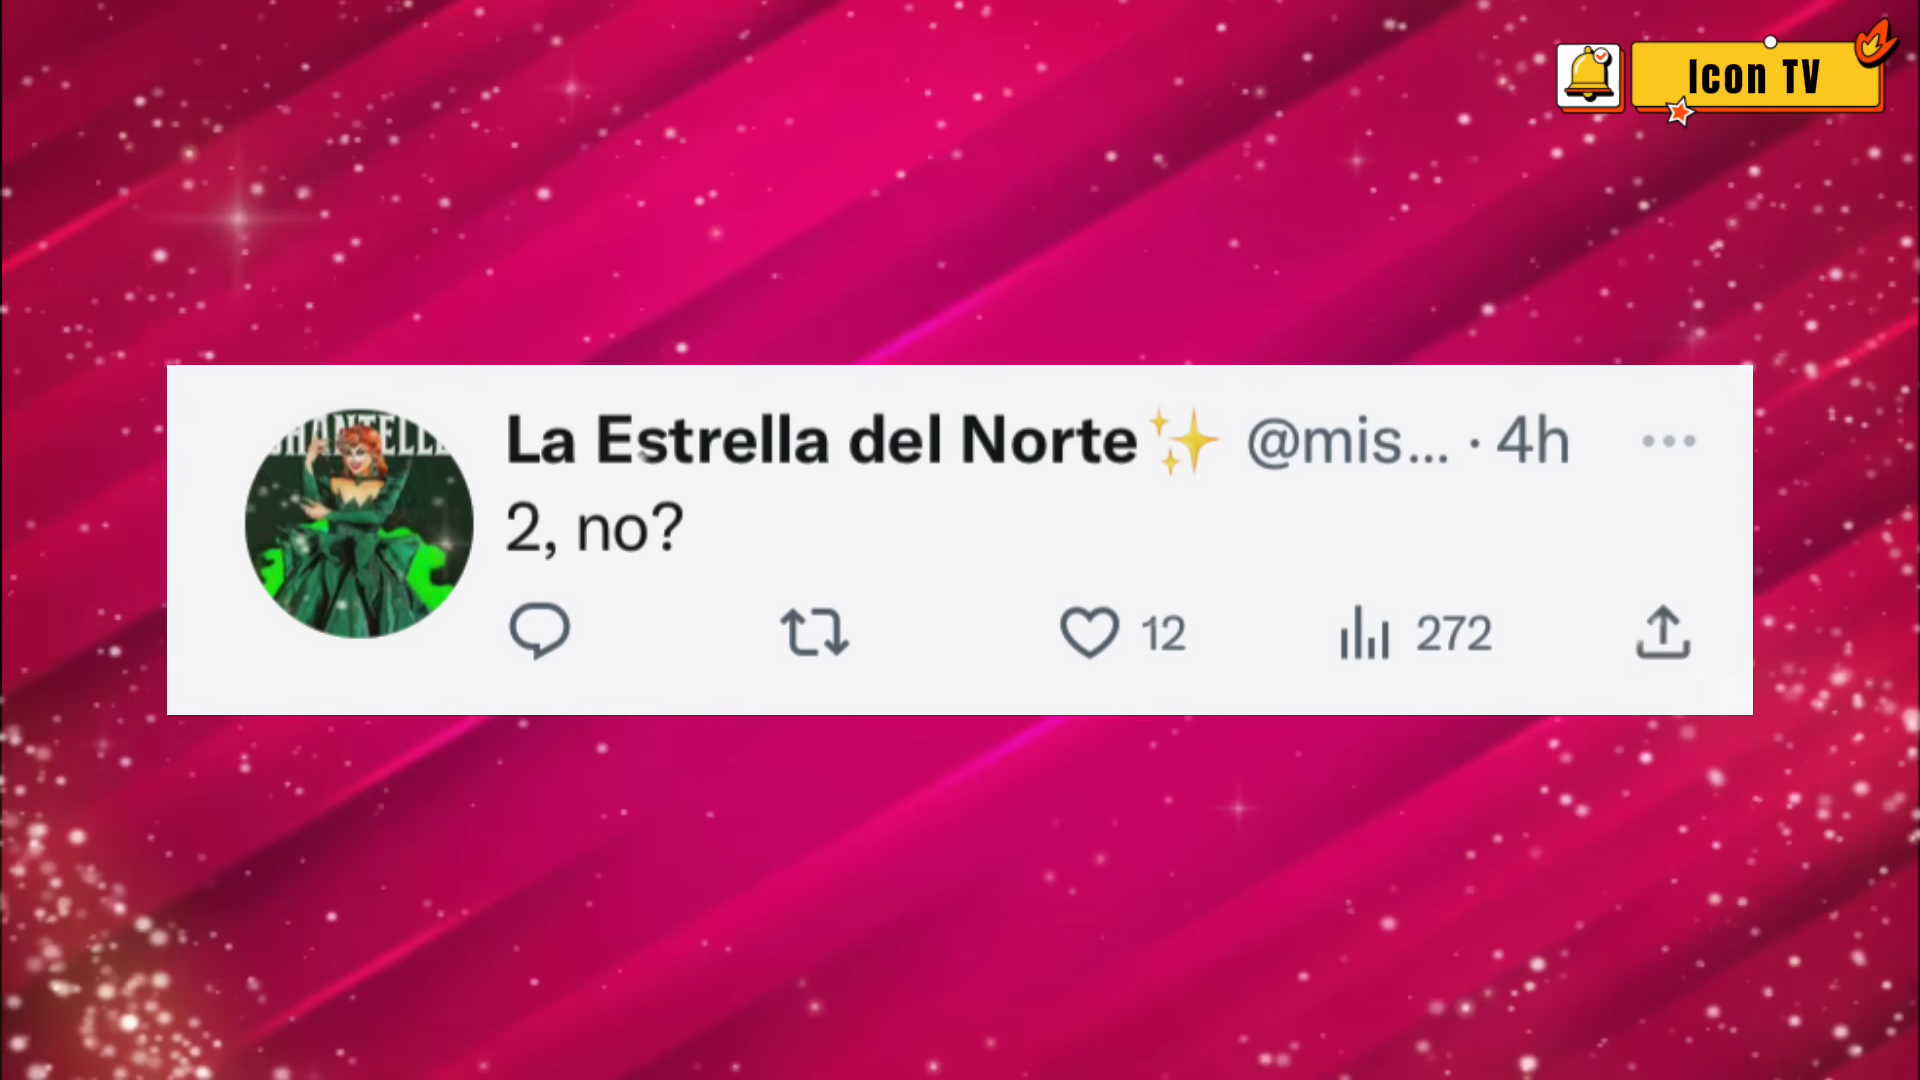 Icon TV
La Estrella del Norte✨ @mis... · 4h
2, no?
12 272